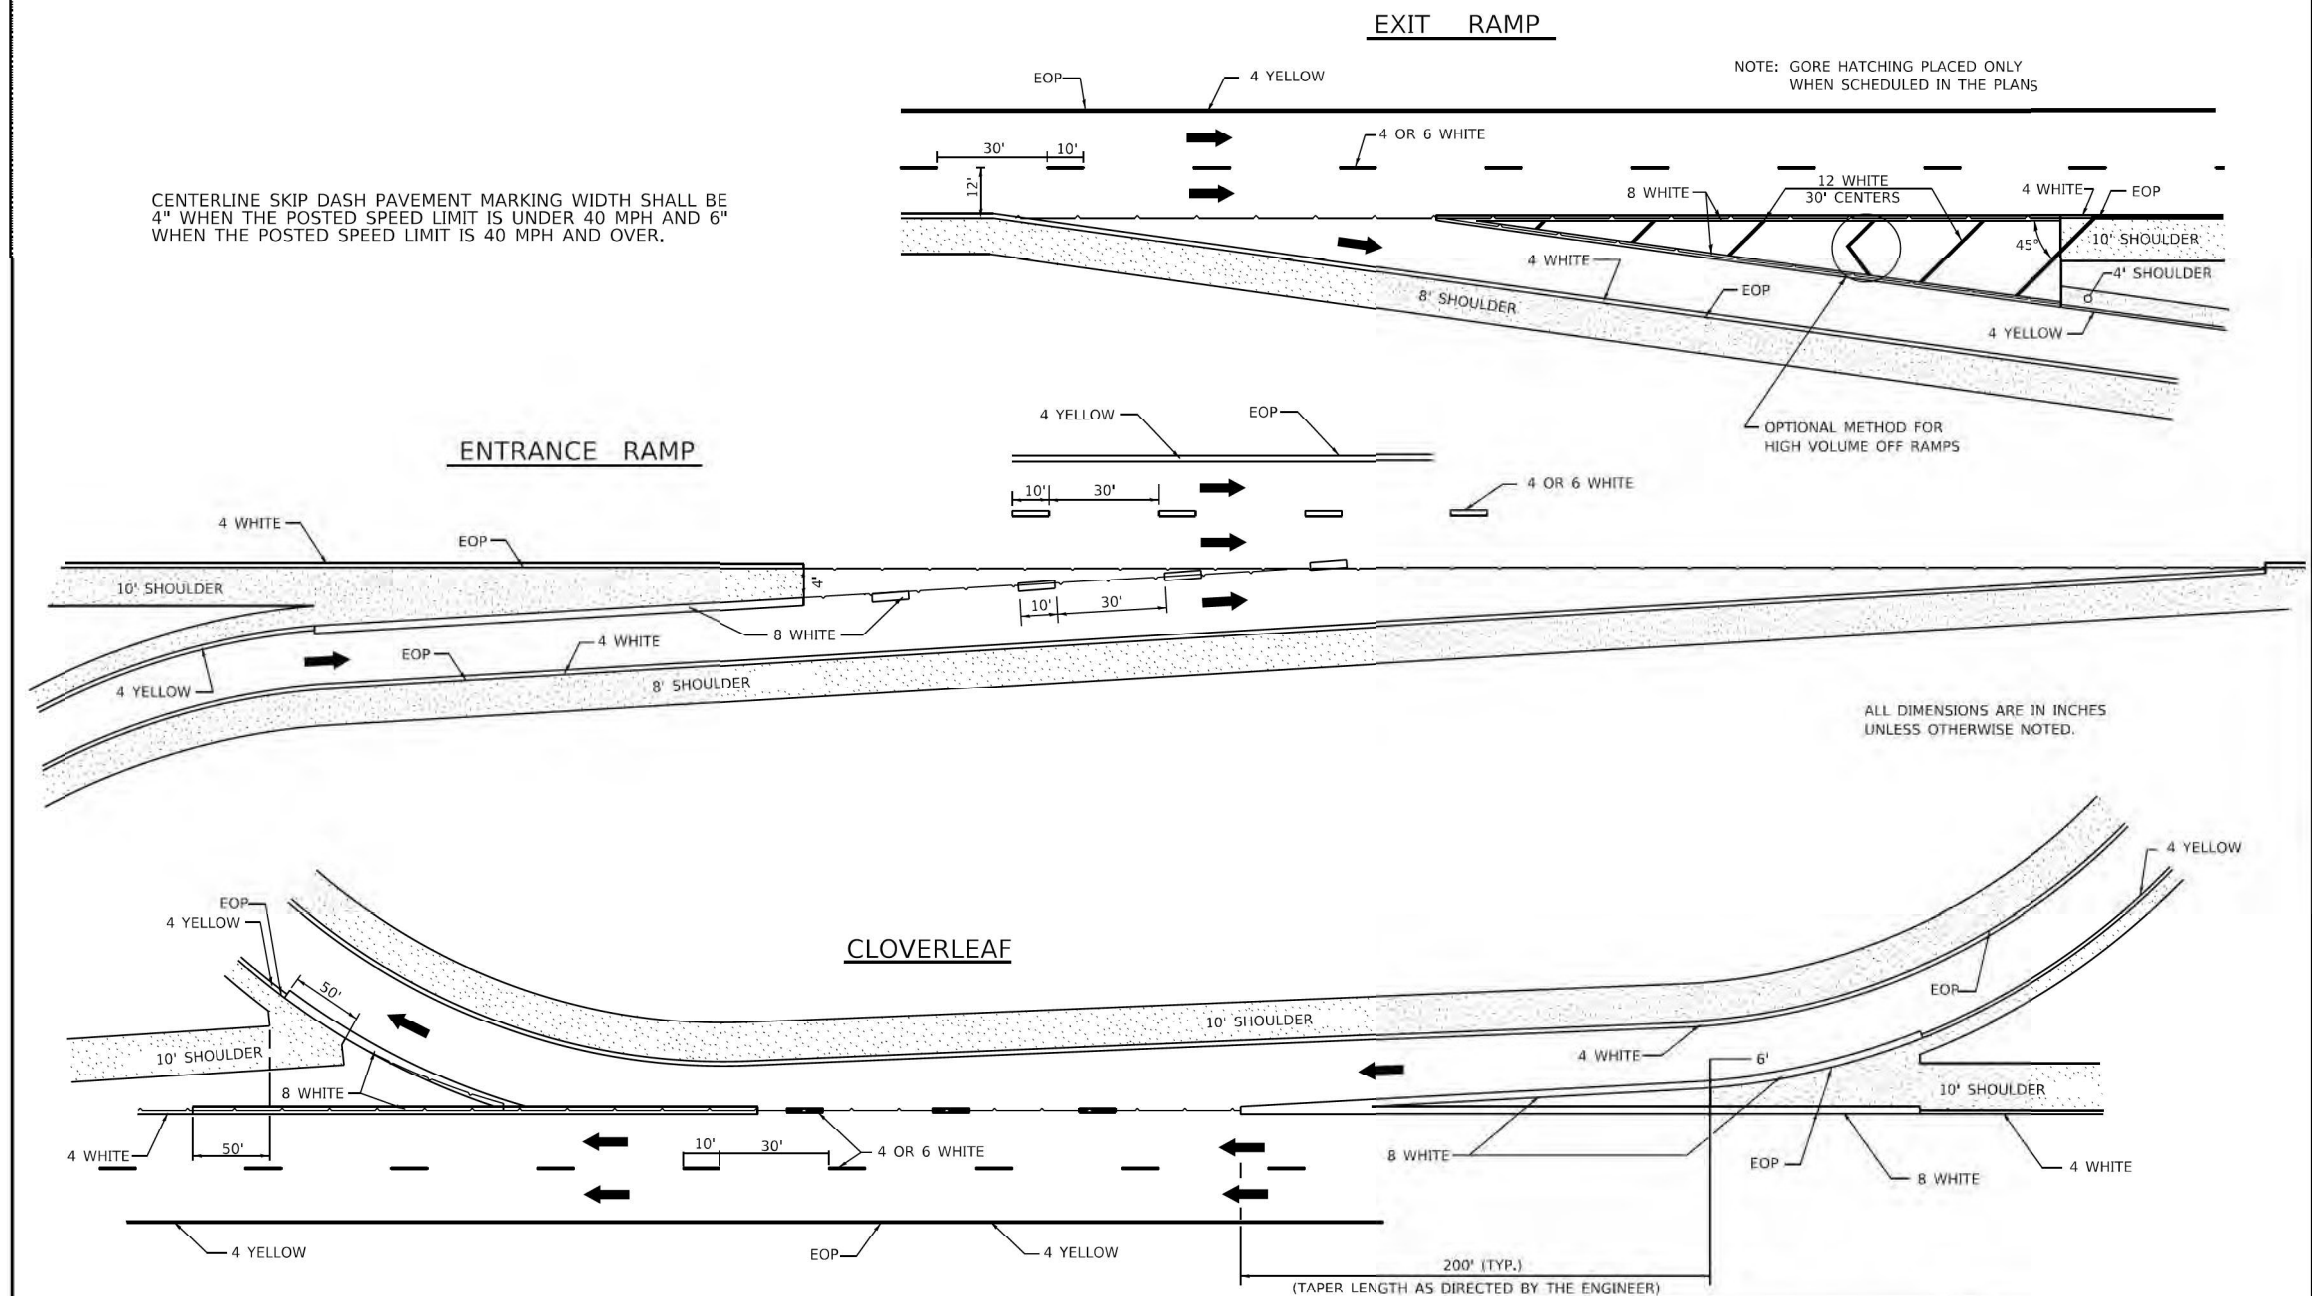 EXIT RAMP
NOTE: GORE HATCHING PLACED ONLY
WHEN SCHEDULED IN THE PLANS
EOP
4 YELLOW
4 OR 6 WHITE
30'
10'
12'
CENTERLINE SKIP DASH PAVEMENT MARKING WIDTH SHALL BE
4" WHEN THE POSTED SPEED LIMIT IS UNDER 40 MPH AND 6"
WHEN THE POSTED SPEED LIMIT IS 40 MPH AND OVER.
8 WHITE
12 WHITE
30' CENTERS
4 WHITE
EOP
45°
10' SHOULDER
4' SHOULDER
4 WHITE
8' SHOULDER
EOP
4 YELLOW
OPTIONAL METHOD FOR
HIGH VOLUME OFF RAMPS
ENTRANCE RAMP
4 YELLOW
EOP
10'
30'
4 OR 6 WHITE
4 WHITE
EOP
10' SHOULDER
4'
10'
30'
8 WHITE
4 WHITE
EOP
4 YELLOW
8' SHOULDER
ALL DIMENSIONS ARE IN INCHES
UNLESS OTHERWISE NOTED.
CLOVERLEAF
EOP
4 YELLOW
50'
10' SHOULDER
8 WHITE
4 WHITE
50'
10'
30'
4 OR 6 WHITE
10' SHOULDER
4 YELLOW
EOP
4 WHITE
6'
10' SHOULDER
8 WHITE
EOP
8 WHITE
4 WHITE
4 YELLOW
EOP
4 YELLOW
200' (TYP.)
(TAPER LENGTH AS DIRECTED BY THE ENGINEER)